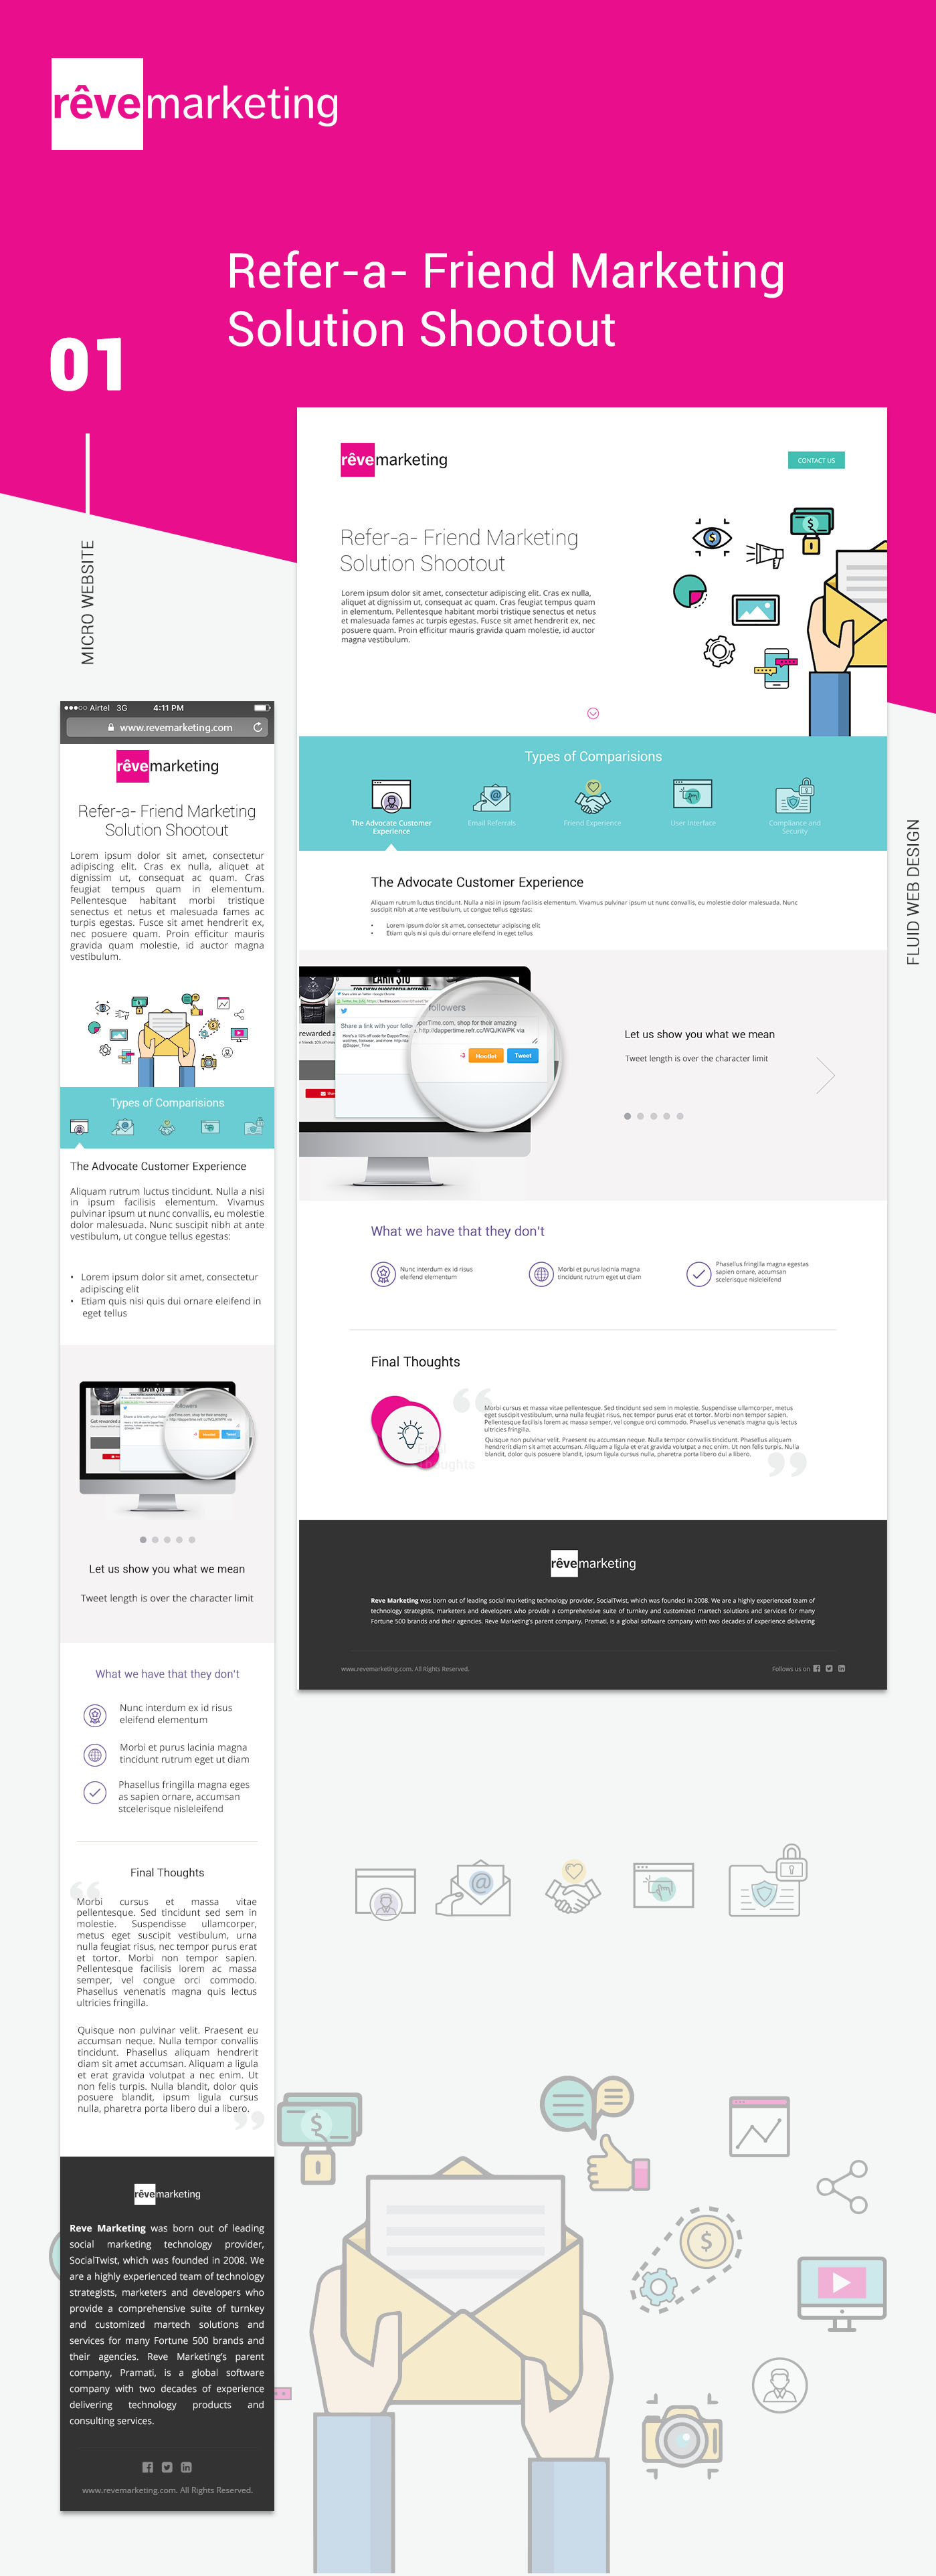 rêvemarketing
Refer-a- Friend Marketing
Solution Shootout
01
MICRO WEBSITE
FLUID WEB DESIGN
rêvemarketing
CONTACT US
Refer-a- Friend Marketing
Solution Shootout
Lorem ipsum dolor sit amet, consectetur adipiscing elit. Cras ex nulla,
aliquet at dignissim ut, consequat ac quam. Cras feugiat tempus quam
in elementum. Pellentesque habitant morbi tristique senectus et netus
et malesuada fames ac turpis egestas. Fusce sit amet hendrerit ex, nec
posuere quam. Proin efficitur mauris gravida quam molestie, id auctor
magna vestibulum.
Types of Comparisions
The Advocate Customer
Experience
Email Referrals
Friend Experience
User Interface
Compliance and
Security
The Advocate Customer Experience
Aliquam rutrum luctus tincidunt. Nulla a nisi in ipsum facilisis elementum. Vivamus pulvinar ipsum ut nunc convallis, eu molestie dolor malesuada. Nunc
suscipit nibh at ante vestibulum, ut congue tellus egestas:
• Lorem ipsum dolor sit amet, consectetur adipiscing elit
• Etiam quis nisi quis dui ornare eleifend in eget tellus
followers
Share a link with your follow
Hootlet
Tweet
Let us show you what we mean
Tweet length is over the character limit
What we have that they don't
Nunc interdum ex id risus
eleifend elementum
Morbi et purus lacinia magna
tincidunt rutrum eget ut diam
Phasellus fringilla magna egestas
sapien ornare, accumsan
scelerisque nisleleifend
Final Thoughts
Morbi cursus et massa vitae pellentesque. Sed tincidunt sed sem in molestie. Suspendisse ullamcorper, metus
eget suscipit vestibulum, urna nulla feugiat risus, nec tempor purus erat et tortor. Morbi non tempor sapien.
Pellentesque facilisis lorem ac massa semper, vel congue orci commodo. Phasellus venenatis magna quis lectus
ultricies fringilla.
Quisque non pulvinar velit. Praesent eu accumsan neque. Nulla tempor convallis tincidunt. Phasellus aliquam
hendrerit diam sit amet accumsan. Aliquam a ligula et erat gravida volutpat a nec enim. Ut non felis turpis. Nulla
blandit, dolor quis posuere blandit, ipsum ligula cursus nulla, pharetra porta libero dui a libero.
rêvemarketing
Reve Marketing was born out of leading social marketing technology provider, SocialTwist, which was founded in 2008. We are a highly experienced team of
technology strategists, marketers and developers who provide a comprehensive suite of turnkey and customized martech solutions and services for many
Fortune 500 brands and their agencies. Reve Marketing's parent company, Pramati, is a global software company with two decades of experience delivering
www.revemarketing.com. All Rights Reserved.
Follows us on
Airtel 3G 4:11 PM
www.revemarketing.com
rêvemarketing
Refer-a- Friend Marketing
Solution Shootout
Lorem ipsum dolor sit amet, consectetur
adipiscing elit. Cras ex nulla, aliquet at
dignissim ut, consequat ac quam. Cras
feugiat tempus quam in elementum.
Pellentesque habitant morbi tristique
senectus et netus et malesuada fames ac
turpis egestas. Fusce sit amet hendrerit ex,
nec posuere quam. Proin efficitur mauris
gravida quam molestie, id auctor magna
vestibulum.
Types of Comparisions
The Advocate Customer Experience
Aliquam rutrum luctus tincidunt. Nulla a nisi
in ipsum facilisis elementum. Vivamus
pulvinar ipsum ut nunc convallis, eu molestie
dolor malesuada. Nunc suscipit nibh at ante
vestibulum, ut congue tellus egestas:
• Lorem ipsum dolor sit amet, consectetur
adipiscing elit
• Etiam quis nisi quis dui ornare eleifend in
eget tellus
Let us show you what we mean
Tweet length is over the character limit
What we have that they don't
Nunc interdum ex id risus
eleifend elementum
Morbi et purus lacinia magna
tincidunt rutrum eget ut diam
Phasellus fringilla magna eges
as sapien ornare, accumsan
stcelerisque nisleleifend
Final Thoughts
Morbi cursus et massa vitae
pellentesque. Sed tincidunt sed sem in
molestie. Suspendisse ullamcorper,
metus eget suscipit vestibulum, urna
nulla feugiat risus, nec tempor purus erat
et tortor. Morbi non tempor sapien.
Pellentesque facilisis lorem ac massa
semper, vel congue orci commodo.
Phasellus venenatis magna quis lectus
ultricies fringilla.
Quisque non pulvinar velit. Praesent eu
accumsan neque. Nulla tempor convallis
tincidunt. Phasellus aliquam hendrerit
diam sit amet accumsan. Aliquam a ligula
et erat gravida volutpat a nec enim. Ut
non felis turpis. Nulla blandit, dolor quis
posuere blandit, ipsum ligula cursus
nulla, pharetra porta libero dui a libero.
rêvemarketing
Reve Marketing was born out of leading
social marketing technology provider,
SocialTwist, which was founded in 2008. We
are a highly experienced team of technology
strategists, marketers and developers who
provide a comprehensive suite of turnkey
and customized martech solutions and
services for many Fortune 500 brands and
their agencies. Reve Marketing's parent
company, Pramati, is a global software
company with two decades of experience
delivering technology products and
consulting services.
www.revemarketing.com. All Rights Reserved.